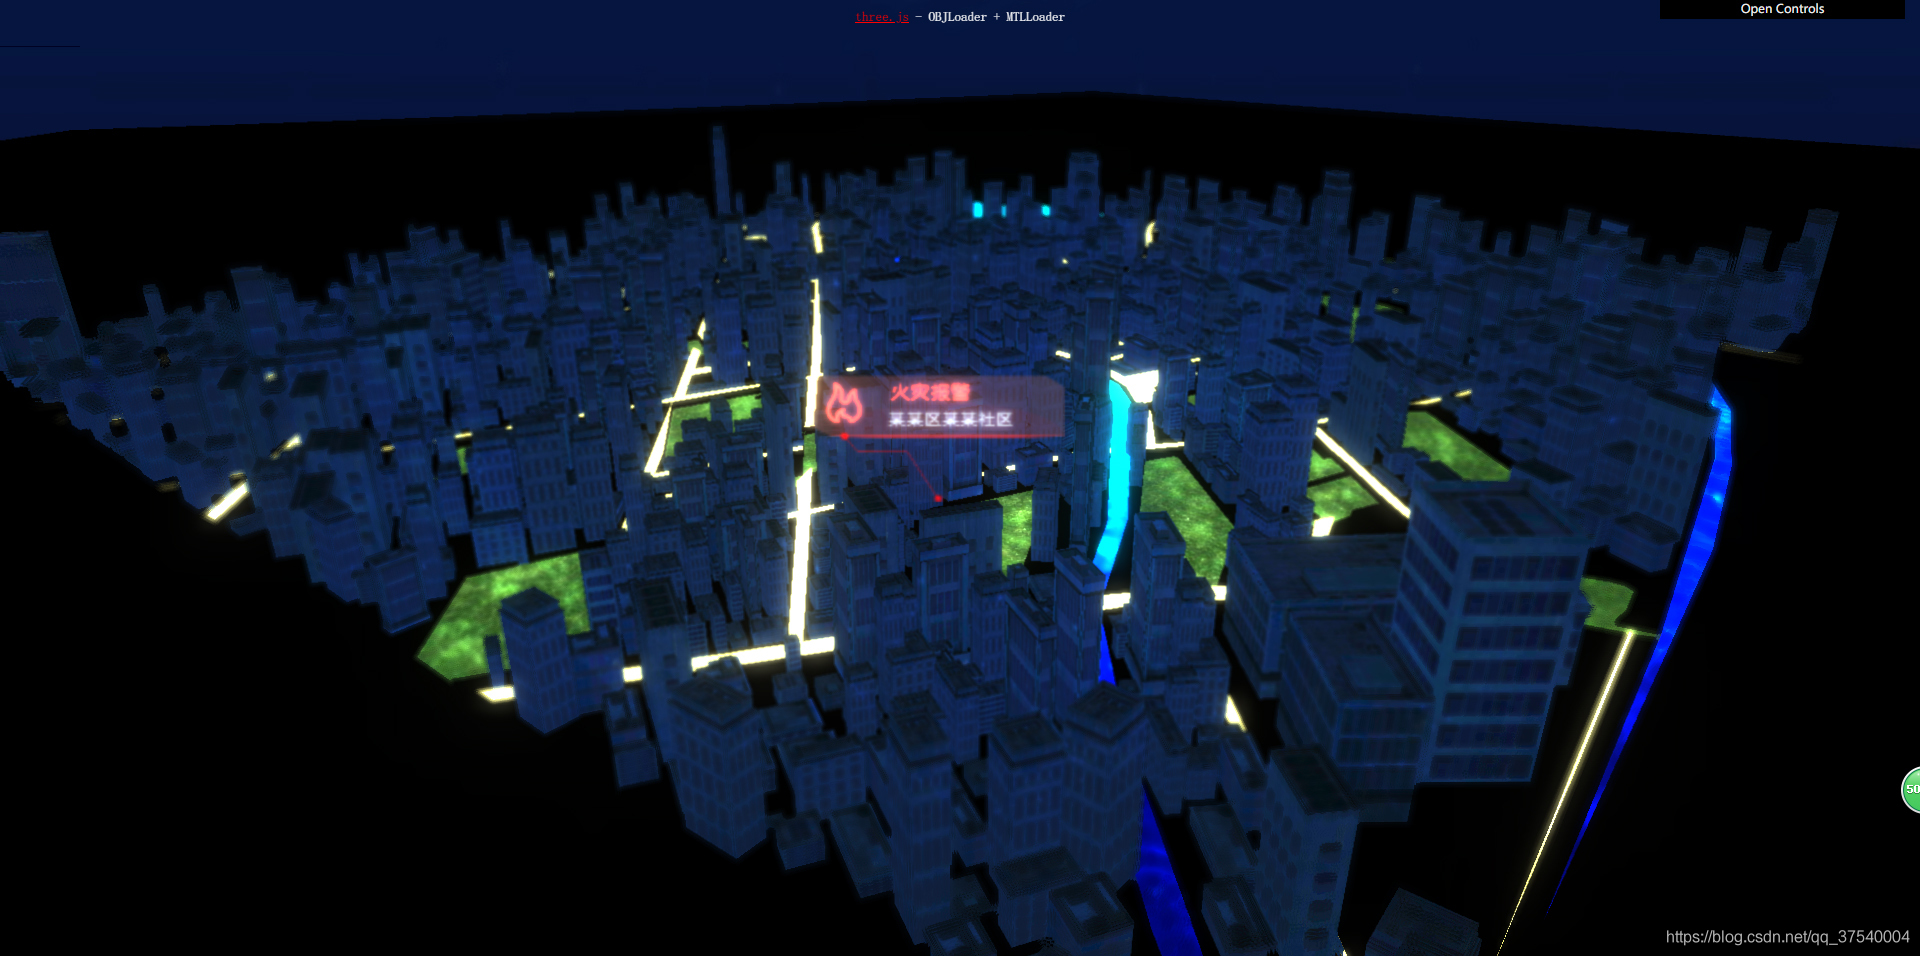 three.js - OBJLoader + MTLLoader
Open Controls
火灾报警
某某区某某社区
50
https://blog.csdn.net/qq_37540004